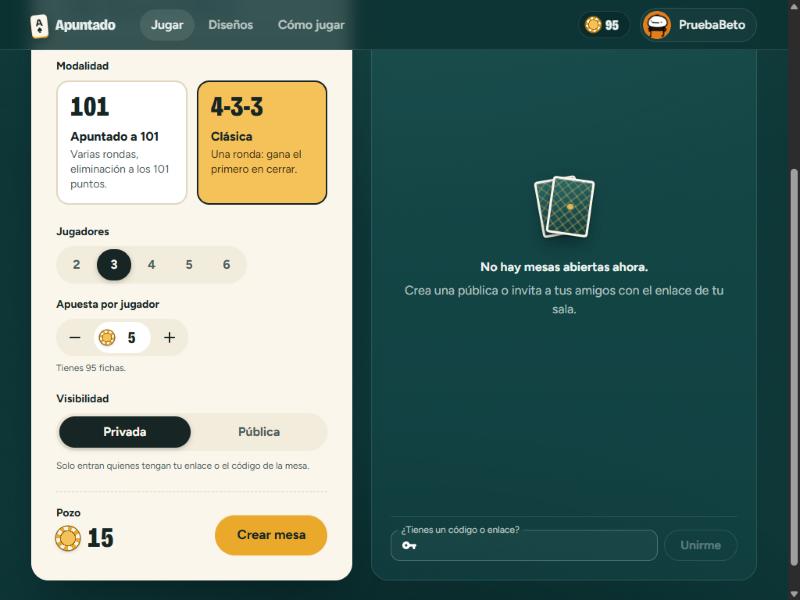 A
Apuntado
Jugar
Diseños
Cómo jugar
95
PruebaBeto
Modalidad
101
Apuntado a 101
Varias rondas,
eliminación a los 101
puntos.
4-3-3
Clásica
Una ronda: gana el
primero en cerrar.
Jugadores
2 3 4 5 6
Apuesta por jugador
− 5 +
Tienes 95 fichas.
Visibilidad
Privada
Pública
Solo entran quienes tengan tu enlace o el código de la mesa.
Pozo
15
Crear mesa
No hay mesas abiertas ahora.
Crea una pública o invita a tus amigos con el enlace de tu
sala.
¿Tienes un código o enlace?
Unirme